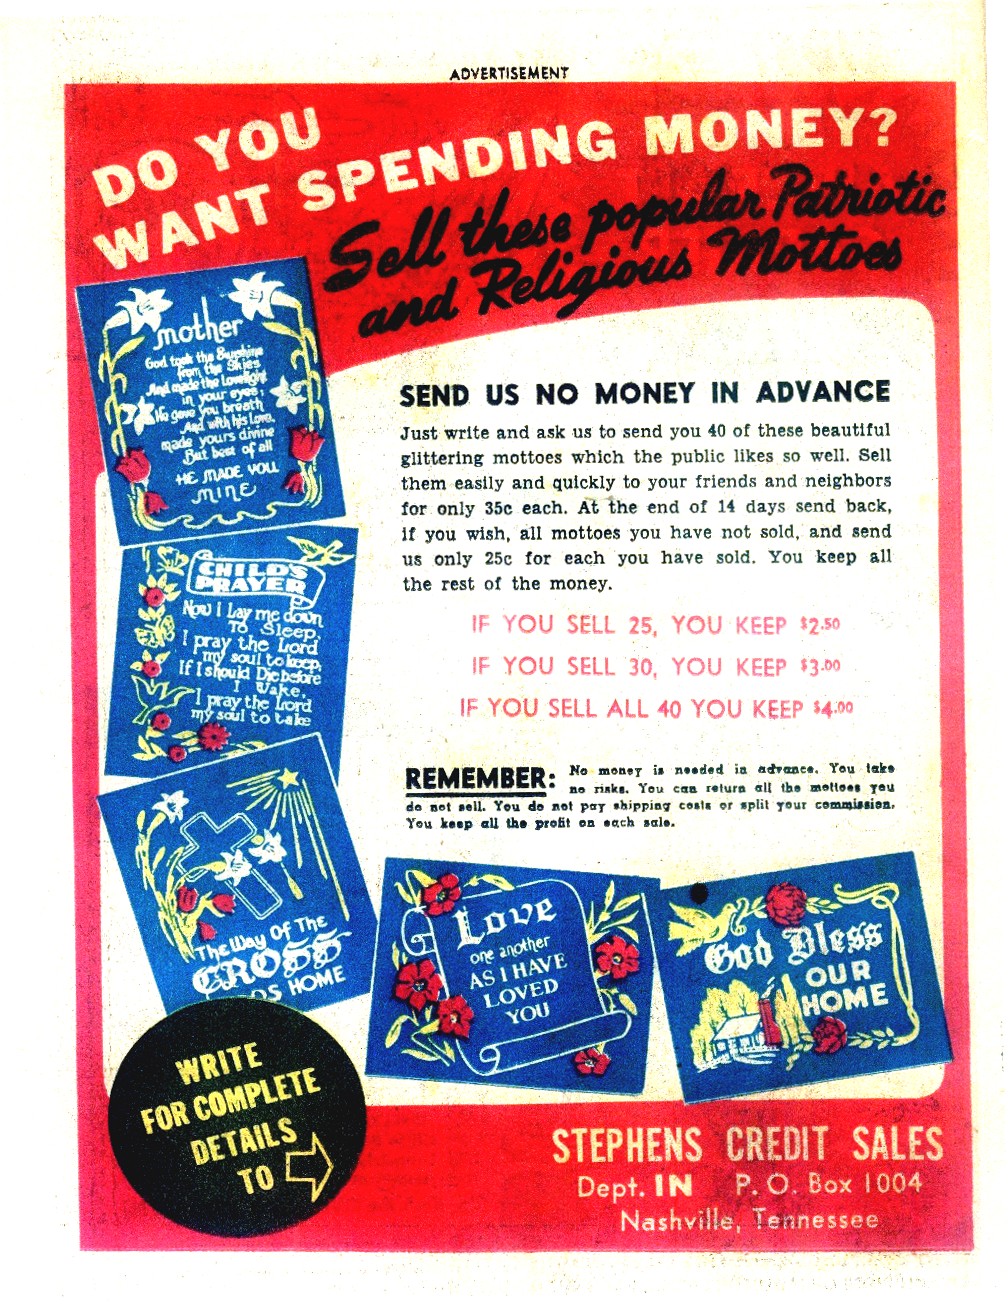 ADVERTISEMENT
DO YOU
WANT SPENDING MONEY?
Sell these popular Patriotic
and Religious Mottoes
mother
God took the Sunshine
from the Skies
And made the Lovelight
in your eyes;
He gave you breath
And with his Love,
made yours divine
But best of all
HE MADE YOU
MINE
CHILD'S
PRAYER
Now I Lay me down
To Sleep,
I pray the Lord
my soul to keep,
If I should Die before
I Wake,
I pray the Lord
my soul to take
The Way Of The
CROSS
DS HOME
SEND US NO MONEY IN ADVANCE
Just write and ask us to send you 40 of these beautiful
glittering mottoes which the public likes so well. Sell
them easily and quickly to your friends and neighbors
for only 35c each. At the end of 14 days send back,
if you wish, all mottoes you have not sold, and send
us only 25c for each you have sold. You keep all
the rest of the money.
IF YOU SELL 25, YOU KEEP $2.50
IF YOU SELL 30, YOU KEEP $3.00
IF YOU SELL ALL 40 YOU KEEP $4.00
REMEMBER: No money is needed in advance. You take
no risks. You can return all the mottoes you
do not sell. You do not pay shipping costs or split your commission.
You keep all the profit on each sale.
Love
one another
AS I HAVE
LOVED
YOU
God Bless
OUR
HOME
WRITE
FOR COMPLETE
DETAILS
TO
STEPHENS CREDIT SALES
Dept. IN P. O. Box 1004
Nashville, Tennessee